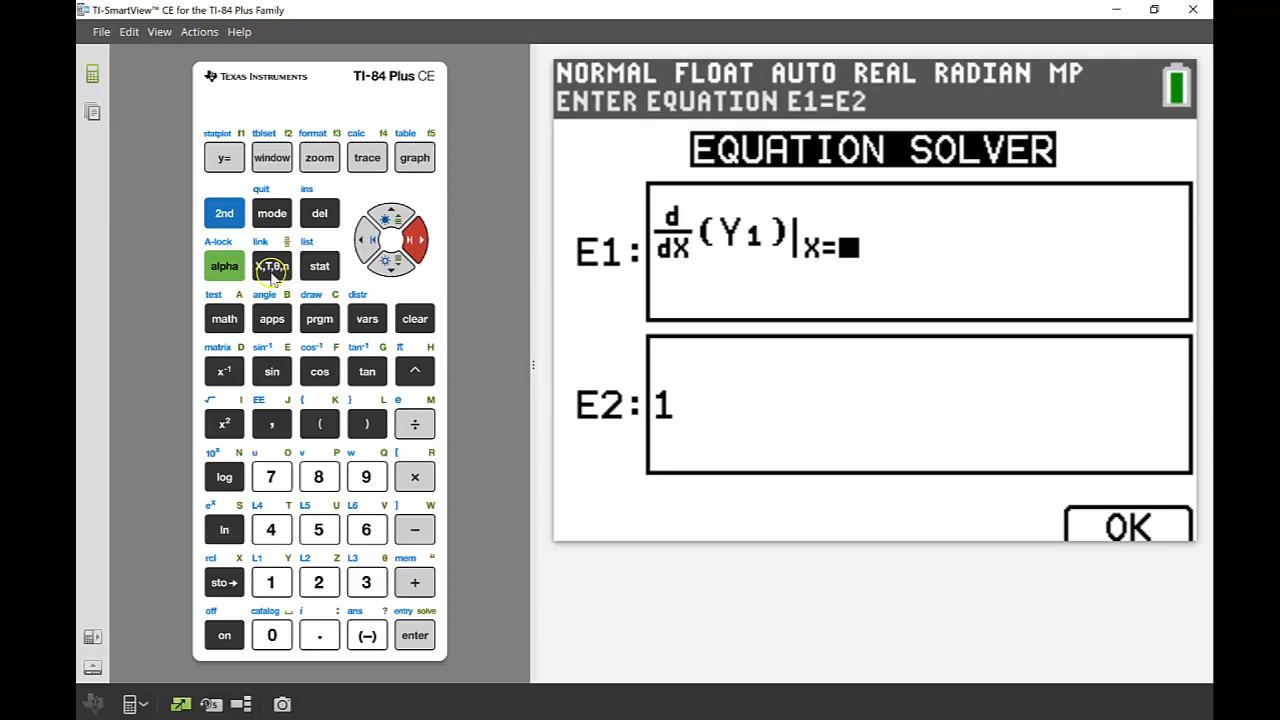 TI-SmartView™ CE for the TI-84 Plus Family
File Edit View Actions Help
TEXAS INSTRUMENTS TI-84 Plus CE
statplot f1 tblset f2 format f3 calc f4 table f5
y= window zoom trace graph
quit ins
2nd mode del
A-lock link list
alpha X,T,θ,n stat
test A angle B draw C distr
math apps prgm vars clear
matrix D sin⁻¹ E cos⁻¹ F tan⁻¹ G π H
x⁻¹ sin cos tan ^
√ I EE J { K } L e M
x² , ( ) ÷
10ˣ N u O v P w Q [ R
log 7 8 9 ×
eˣ S L4 T L5 U L6 V ] W
ln 4 5 6 −
rcl X L1 Y L2 Z L3 θ mem "
sto→ 1 2 3 +
off catalog i : ans ? entry solve
on 0 . (−) enter
NORMAL FLOAT AUTO REAL RADIAN MP
ENTER EQUATION E1=E2
EQUATION SOLVER
E1: d/dX(Y1)|X=
E2: 1
OK